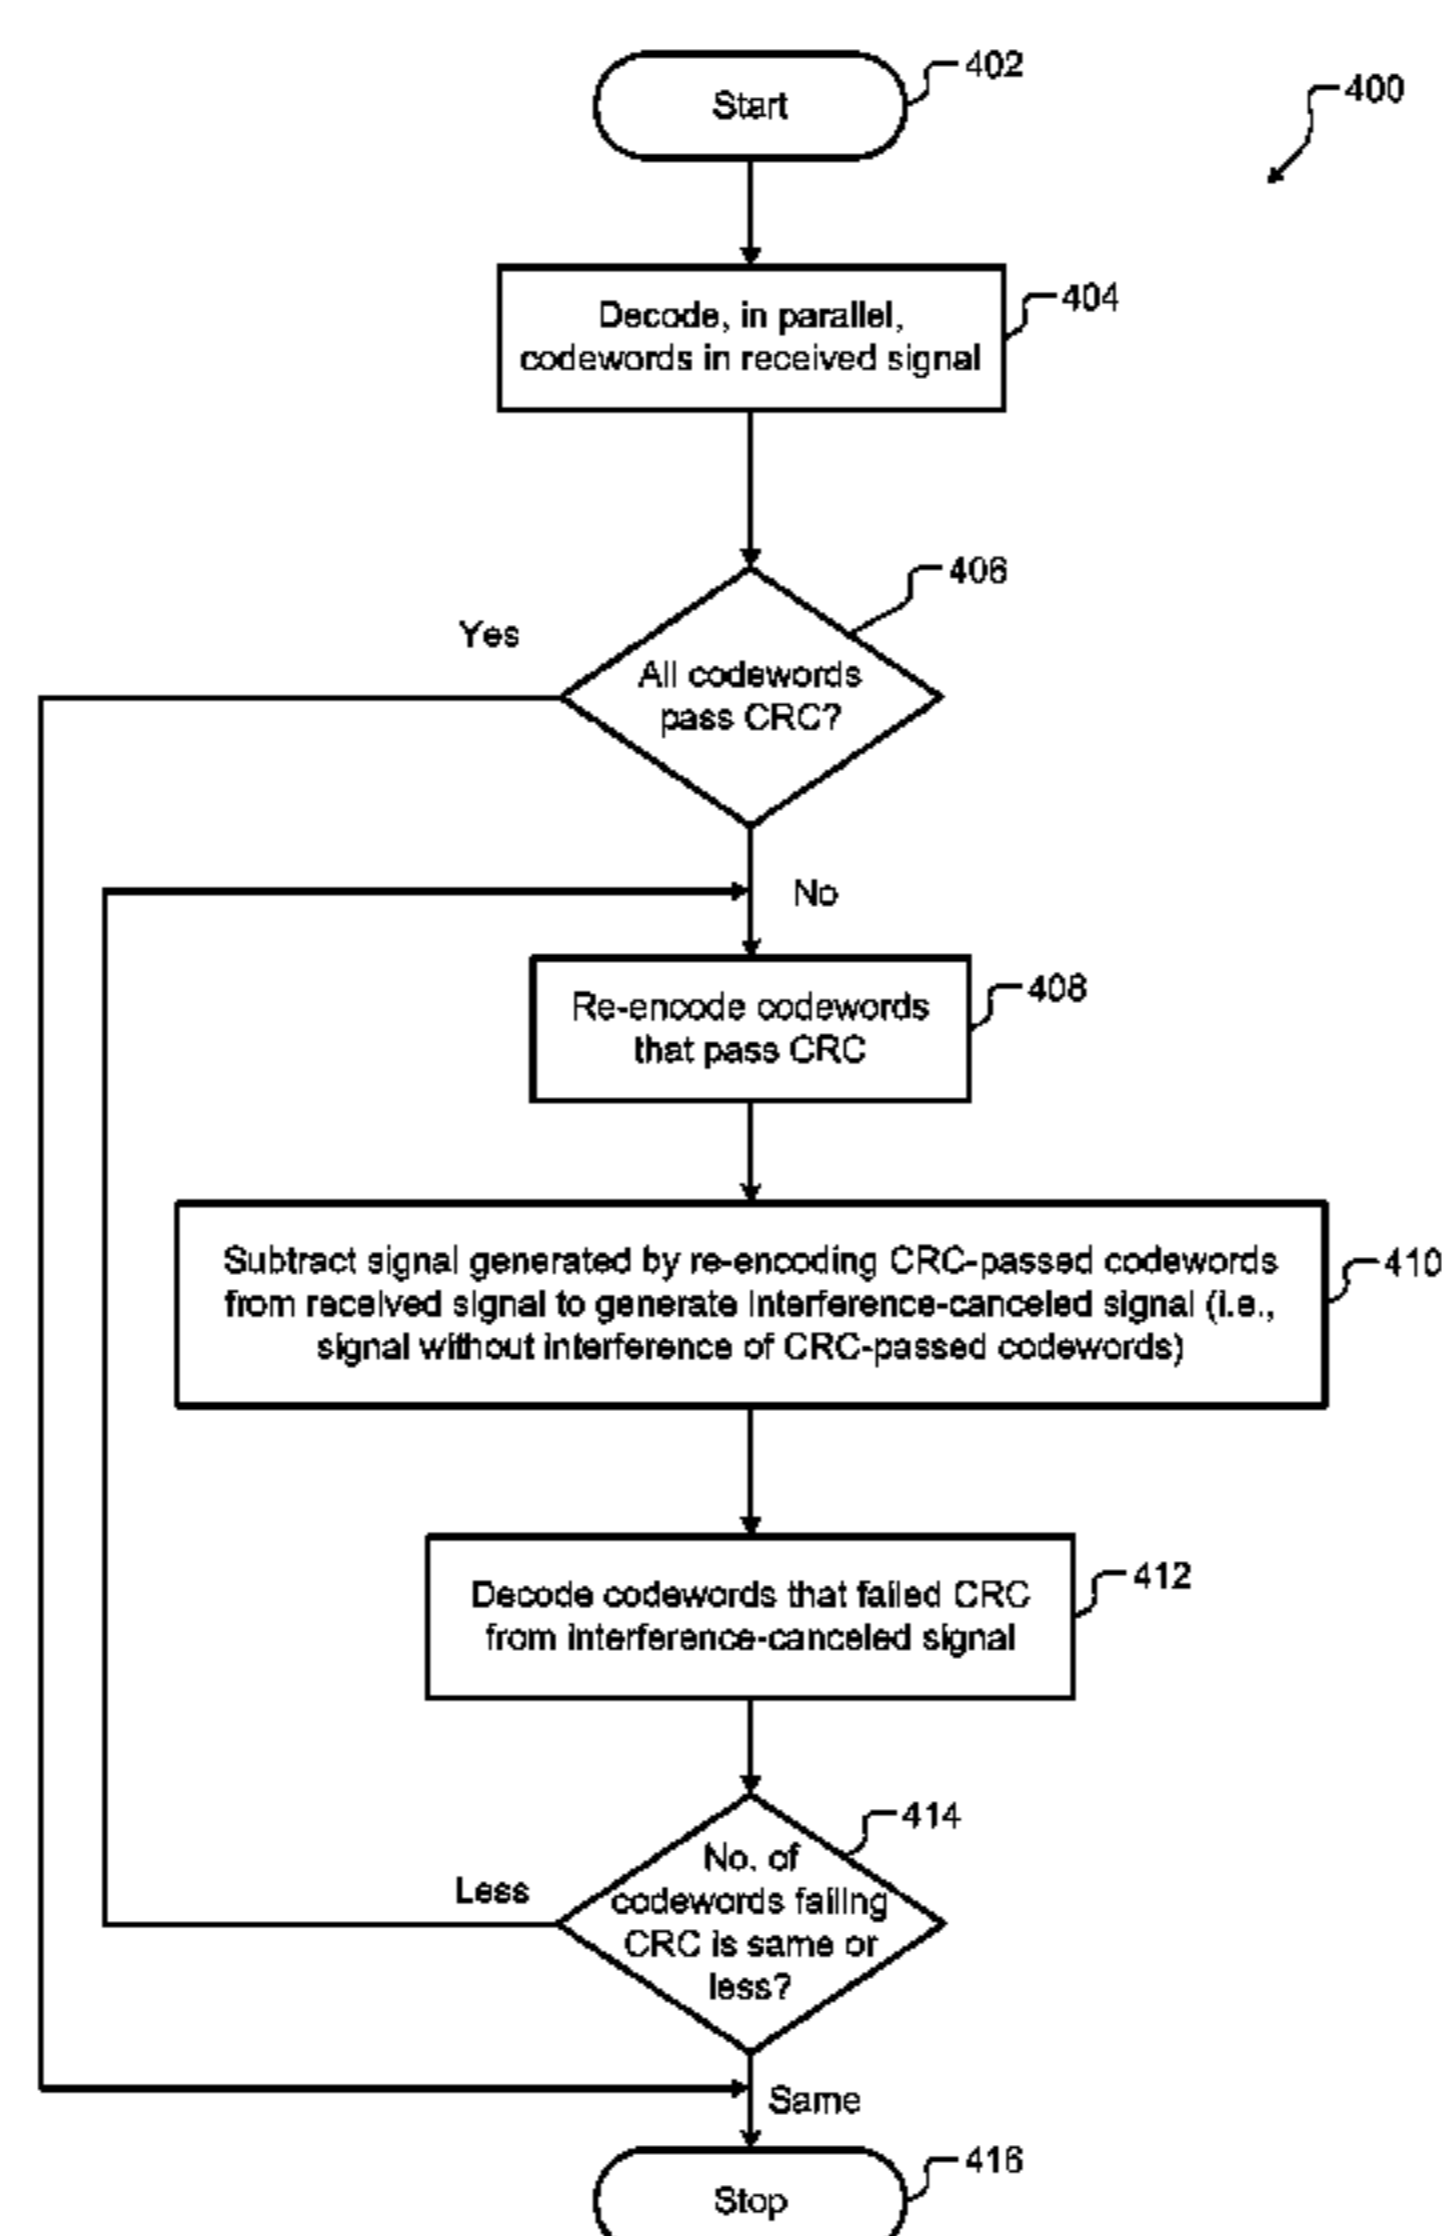 402
400
Start
404
Decode, in parallel,
codewords in received signal
406
Yes
All codewords
pass CRC?
No
408
Re-encode codewords
that pass CRC
410
Subtract signal generated by re-encoding CRC-passed codewords
from received signal to generate interference-canceled signal (i.e.,
signal without interference of CRC-passed codewords)
412
Decode codewords that failed CRC
from interference-canceled signal
414
Less
No. of
codewords failing
CRC is same or
less?
Same
416
Stop